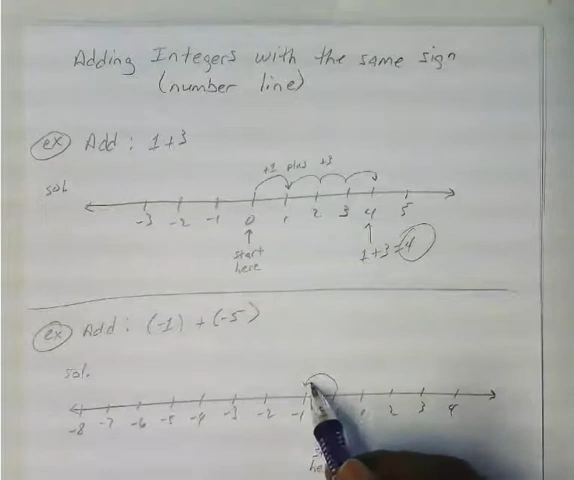 Adding Integers with the same sign
(number line)
ex Add: 1+3
+1 plus +3
sol.
-3 -2 -1 0 1 2 3 4 5
start
here
1+3=4
ex Add: (-1) + (-5)
sol.
-8 -7 -6 -5 -4 -3 -2 -1 1 2 3 4